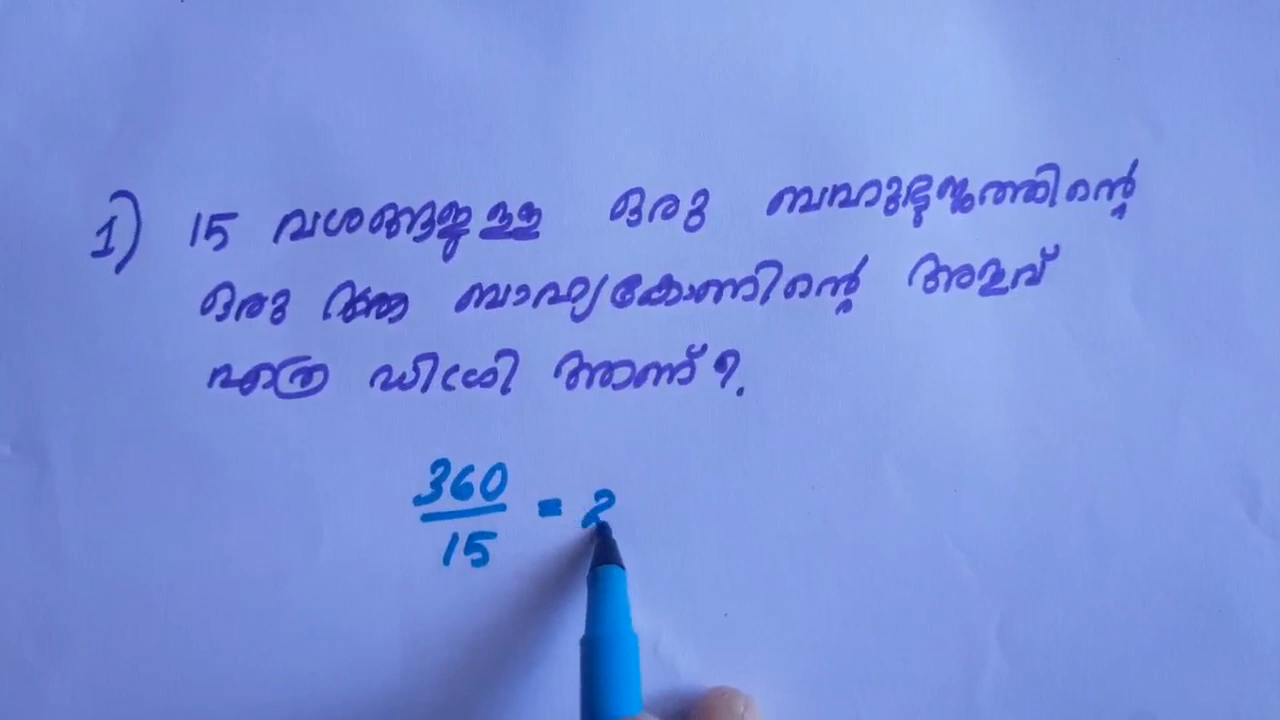 1) 15 വശങ്ങളുള്ള ഒരു ബഹുഭുജത്തിന്റെ
ഒരു ബാഹ്യകോണിന്റെ അളവ്
എത്ര ഡിഗ്രി ആണ് ?.
360
15
= 2